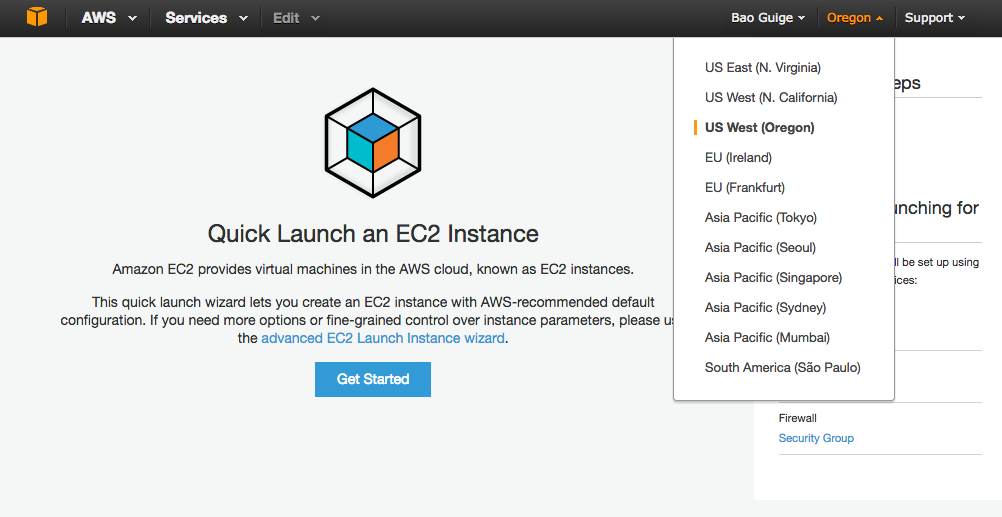 AWS Services Edit Bao Guige Oregon Support
US East (N. Virginia)
US West (N. California)
US West (Oregon)
EU (Ireland)
EU (Frankfurt)
Asia Pacific (Tokyo)
Asia Pacific (Seoul)
Asia Pacific (Singapore)
Asia Pacific (Sydney)
Asia Pacific (Mumbai)
South America (São Paulo)
Quick Launch an EC2 Instance
Amazon EC2 provides virtual machines in the AWS cloud, known as EC2 instances.
This quick launch wizard lets you create an EC2 instance with AWS-recommended default
configuration. If you need more options or fine-grained control over instance parameters, please
the advanced EC2 Launch Instance wizard.
Get Started
for
be set up using
Firewall
Security Group